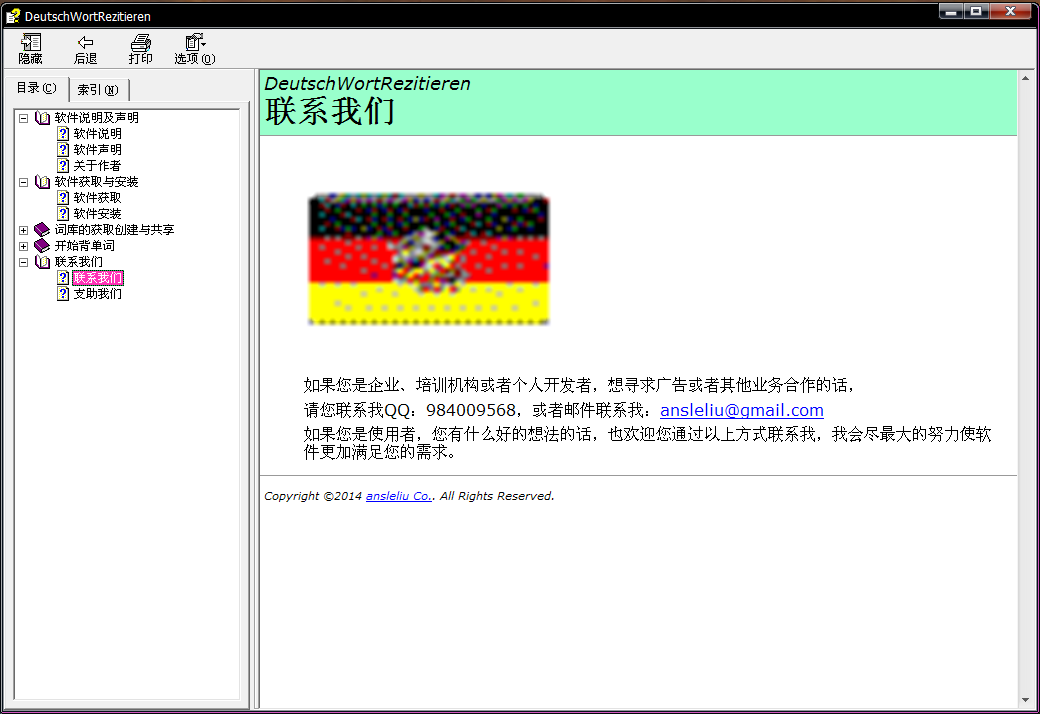 DeutschWortRezitieren
隐藏
后退
打印
选项(O)
目录(C)
索引(N)
软件说明及声明
软件说明
软件声明
关于作者
软件获取与安装
软件获取
软件安装
词库的获取创建与共享
开始背单词
联系我们
联系我们
支助我们
DeutschWortRezitieren
联系我们
如果您是企业、培训机构或者个人开发者，想寻求广告或者其他业务合作的话，
请您联系我QQ：984009568，或者邮件联系我：ansleliu@gmail.com
如果您是使用者，您有什么好的想法的话，也欢迎您通过以上方式联系我，我会尽最大的努力使软
件更加满足您的需求。
Copyright ©2014 ansleliu Co.. All Rights Reserved.